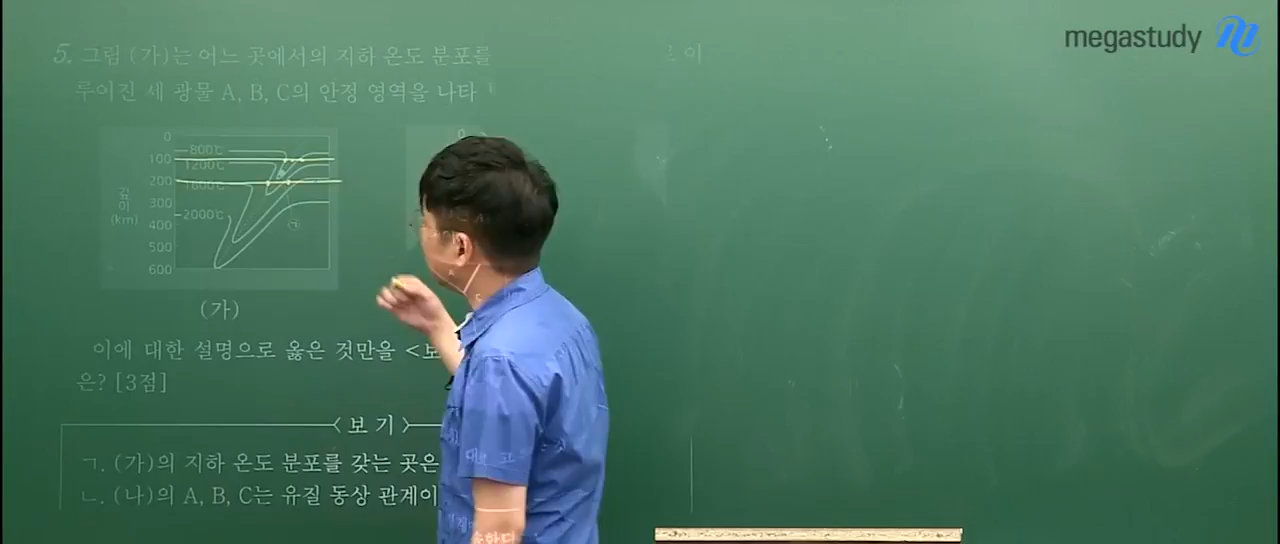 megastudy
5. 그림 (가)는 어느 곳에서의 지하 온도 분포를
루어진 세 광물 A, B, C의 안정 영역을 나타
0
100
200
300
400
500
600
깊이
(km)
800℃
1200℃
1600℃
2000℃
㉠
0
(가)
이에 대한 설명으로 옳은 것만을 <보
은? [3점]
<보 기>
ㄱ. (가)의 지하 온도 분포를 갖는 곳은
ㄴ. (나)의 A, B, C는 유질 동상 관계이